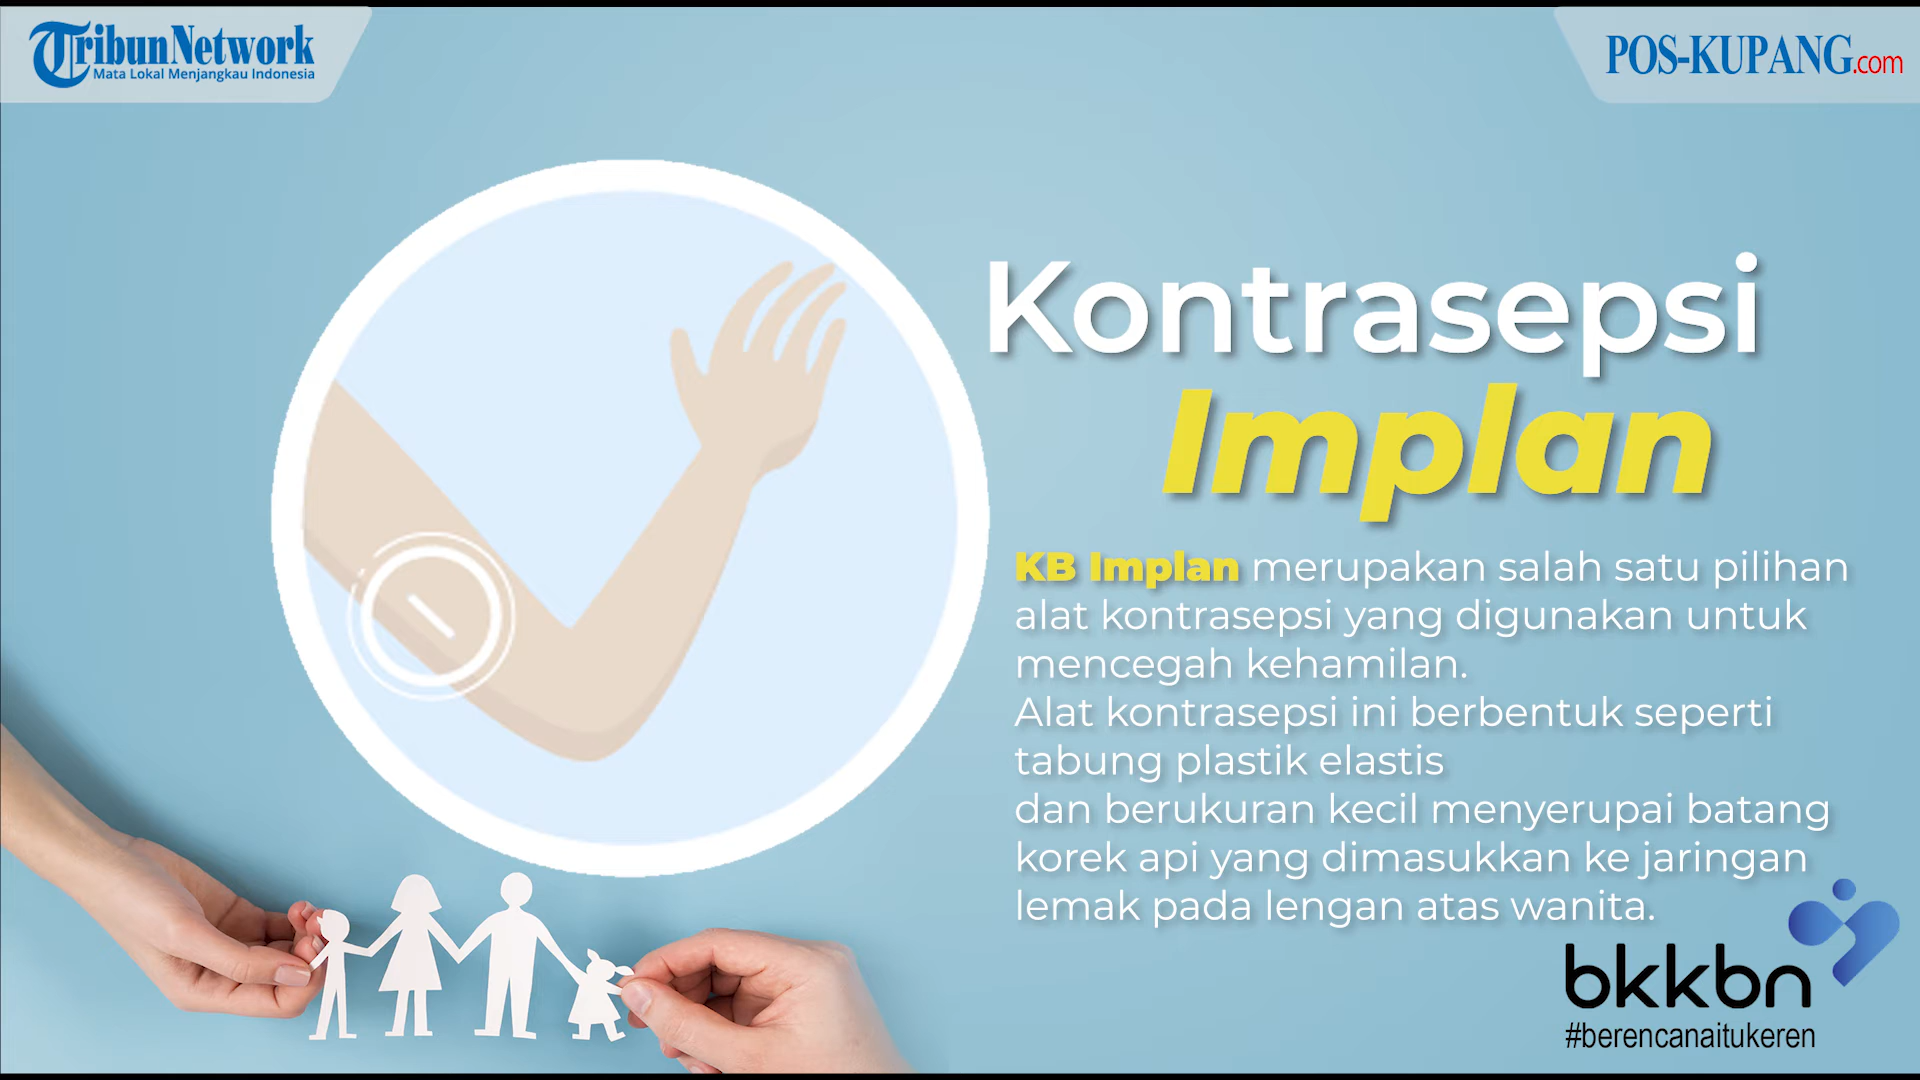 TribunNetwork
Mata Lokal Menjangkau Indonesia
POS-KUPANG.com
Kontrasepsi
Implan
KB Implan merupakan salah satu pilihan
alat kontrasepsi yang digunakan untuk
mencegah kehamilan.
Alat kontrasepsi ini berbentuk seperti
tabung plastik elastis
dan berukuran kecil menyerupai batang
korek api yang dimasukkan ke jaringan
lemak pada lengan atas wanita.
bkkbn
#berencanaitukeren